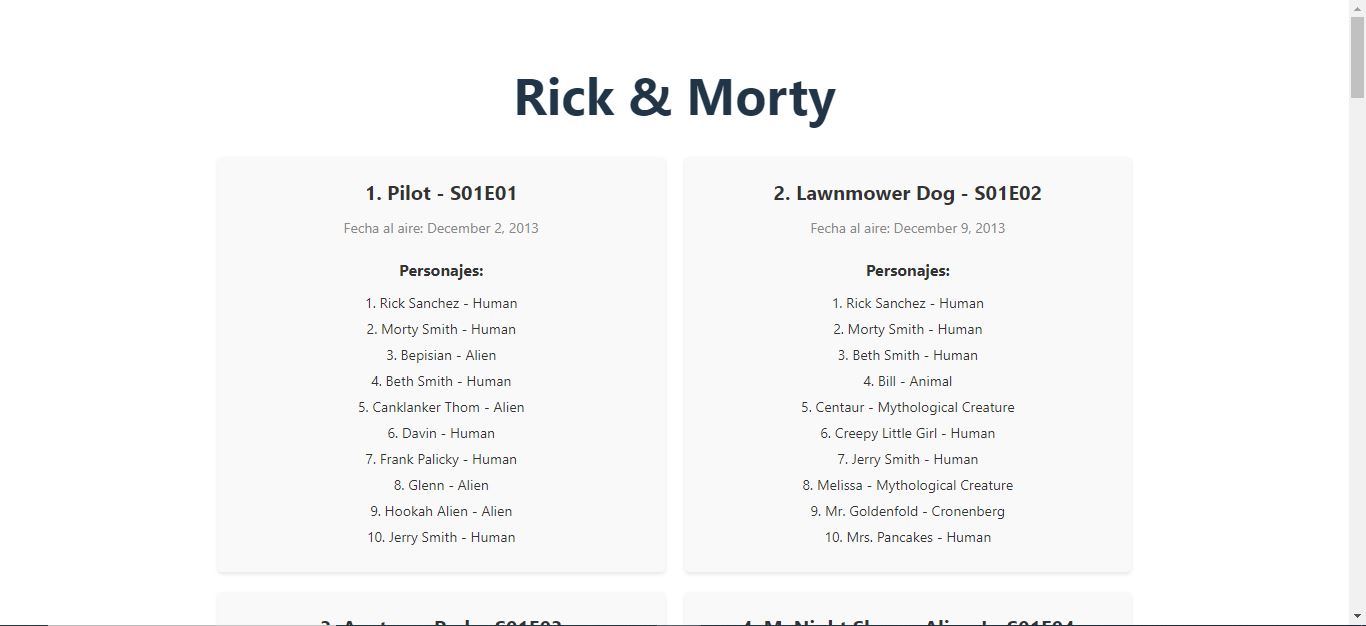 Rick & Morty
1. Pilot - S01E01
Fecha al aire: December 2, 2013
Personajes:
1. Rick Sanchez - Human
2. Morty Smith - Human
3. Bepisian - Alien
4. Beth Smith - Human
5. Canklanker Thom - Alien
6. Davin - Human
7. Frank Palicky - Human
8. Glenn - Alien
9. Hookah Alien - Alien
10. Jerry Smith - Human
2. Lawnmower Dog - S01E02
Fecha al aire: December 9, 2013
Personajes:
1. Rick Sanchez - Human
2. Morty Smith - Human
3. Beth Smith - Human
4. Bill - Animal
5. Centaur - Mythological Creature
6. Creepy Little Girl - Human
7. Jerry Smith - Human
8. Melissa - Mythological Creature
9. Mr. Goldenfold - Cronenberg
10. Mrs. Pancakes - Human